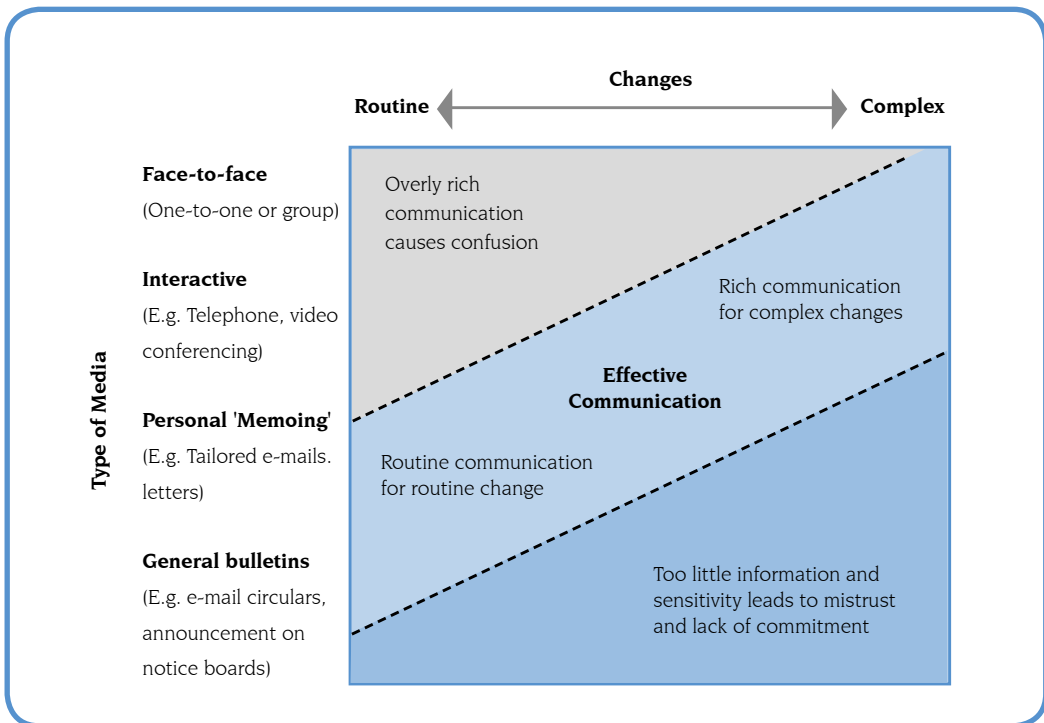 Changes
Routine
Complex
Type of Media
Face-to-face
(One-to-one or group)
Interactive
(E.g. Telephone, video
conferencing)
Personal 'Memoing'
(E.g. Tailored e-mails.
letters)
General bulletins
(E.g. e-mail circulars,
announcement on
notice boards)
Overly rich
communication
causes confusion
Rich communication
for complex changes
Effective
Communication
Routine communication
for routine change
Too little information and
sensitivity leads to mistrust
and lack of commitment